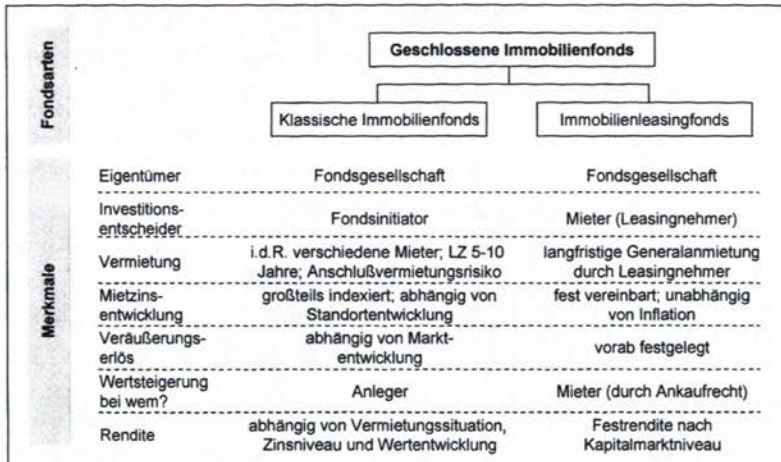 Fondsarten
Geschlossene Immobilienfonds
Klassische Immobilienfonds
Immobilienleasingfonds
Merkmale
Eigentümer
Fondsgesellschaft
Fondsgesellschaft
Investitions-
entscheider
Fondsinitiator
Mieter (Leasingnehmer)
Vermietung
i.d.R. verschiedene Mieter; LZ 5-10
Jahre; Anschlußvermietungsrisiko
langfristige Generalanmietung
durch Leasingnehmer
Mietzins-
entwicklung
großteils indexiert; abhängig von
Standortentwicklung
fest vereinbart; unabhängig
von Inflation
Veräußerungs-
erlös
abhängig von Markt-
entwicklung
vorab festgelegt
Wertsteigerung
bei wem?
Anleger
Mieter (durch Ankaufrecht)
Rendite
abhängig von Vermietungssituation,
Zinsniveau und Wertentwicklung
Festrendite nach
Kapitalmarktniveau